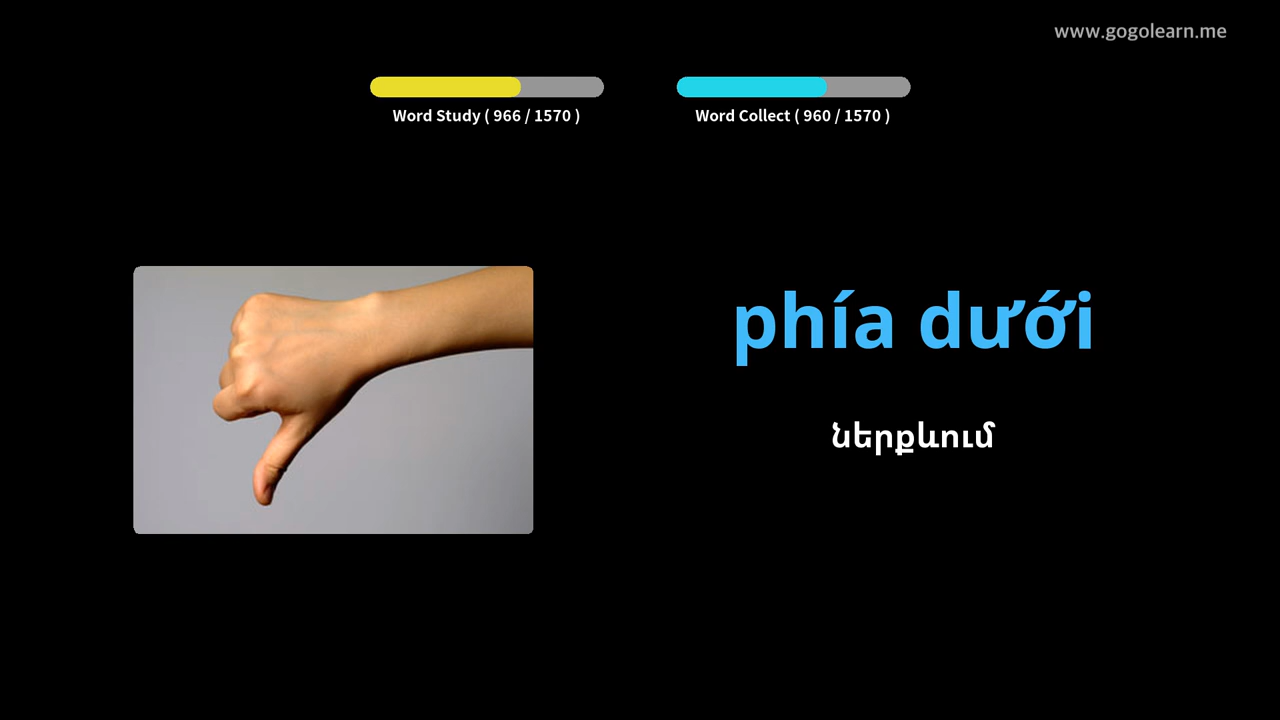 www.gogolearn.me
Word Study ( 966 / 1570 )
Word Collect ( 960 / 1570 )
phía dưới
ներքևում